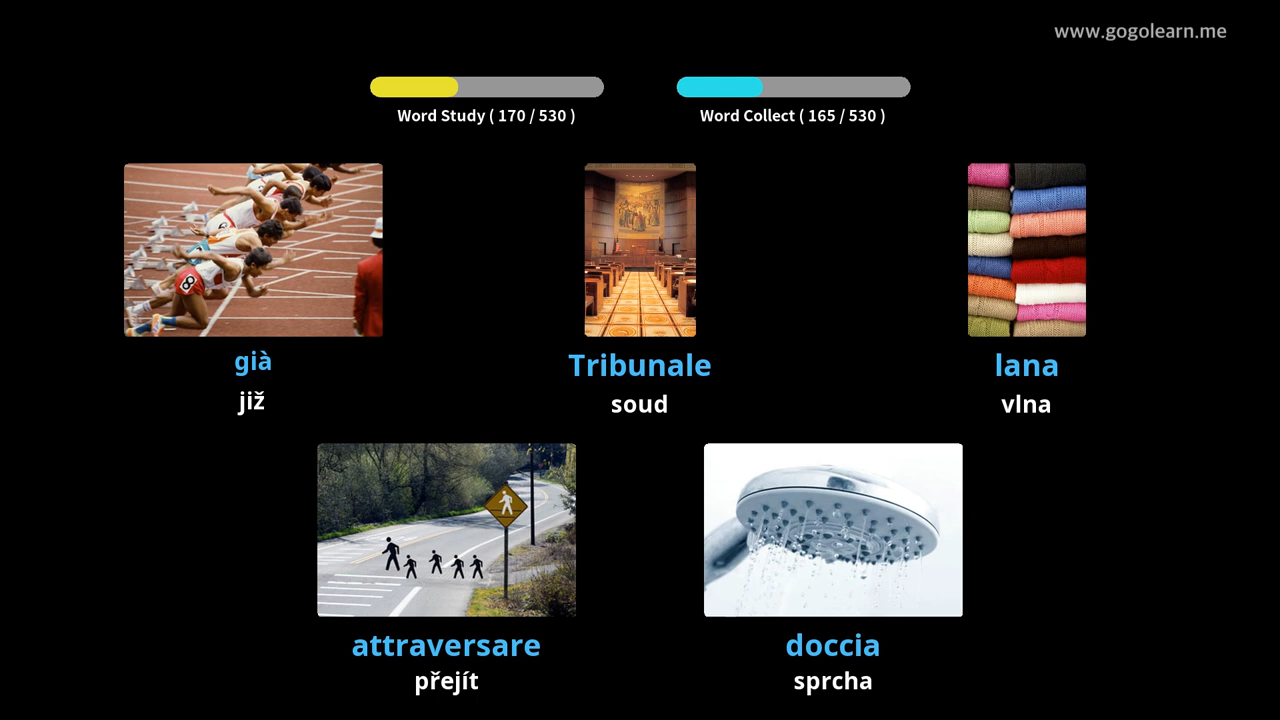 www.gogolearn.me
Word Study ( 170 / 530 )
Word Collect ( 165 / 530 )
già
již
Tribunale
soud
lana
vlna
attraversare
přejít
doccia
sprcha